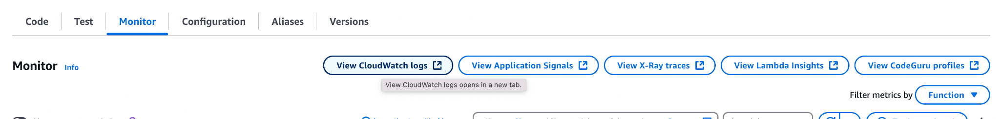 Code Test Monitor Configuration Aliases Versions
Monitor Info View CloudWatch logs View Application Signals View X-Ray traces View Lambda Insights View CodeGuru profiles
View CloudWatch logs opens in a new tab.
Filter metrics by Function